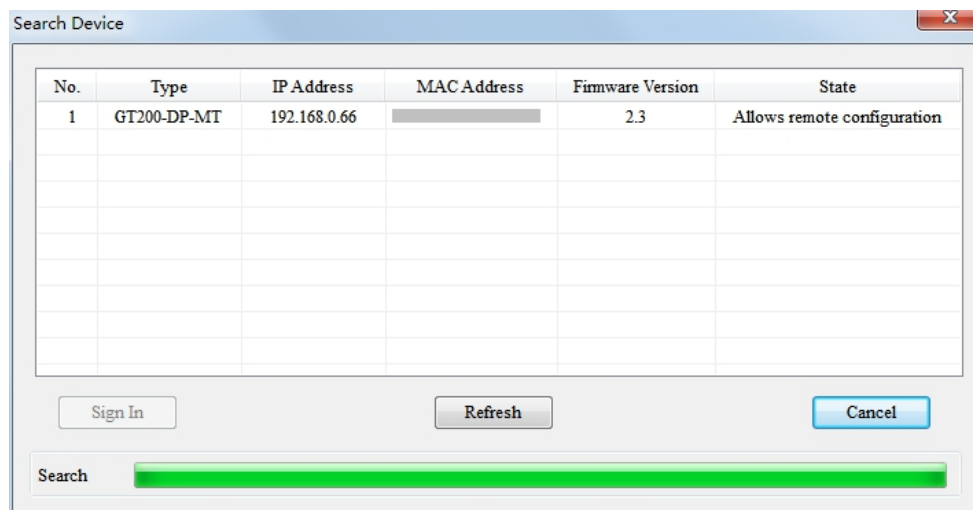 Search Device
No. Type IP Address MAC Address Firmware Version State
1 GT200-DP-MT 192.168.0.66 2.3 Allows remote configuration
Sign In Refresh Cancel
Search